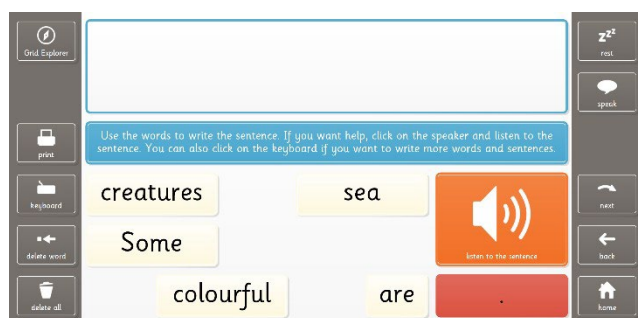 Grid Explorer
zzz
rest
speak
print
Use the words to write the sentence. If you want help, click on the speaker and listen to the
sentence. You can also click on the keyboard if you want to write more words and sentences.
keyboard
creatures
sea
listen to the sentence
next
delete word
Some
back
delete all
colourful
are
.
home